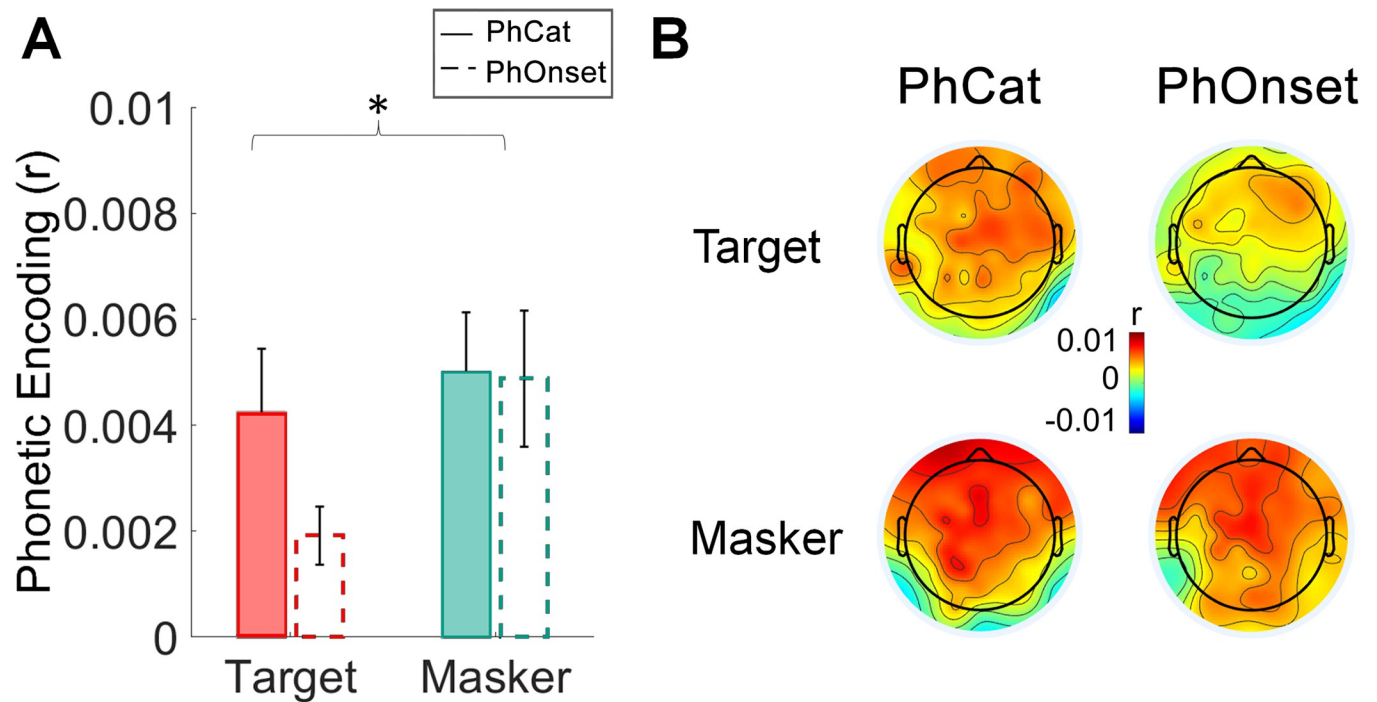 A
PhCat
PhOnset
*
Phonetic Encoding (r)
0.01
0.008
0.006
0.004
0.002
0
Target
Masker
B
PhCat
PhOnset
Target
r
0.01
0
-0.01
Masker